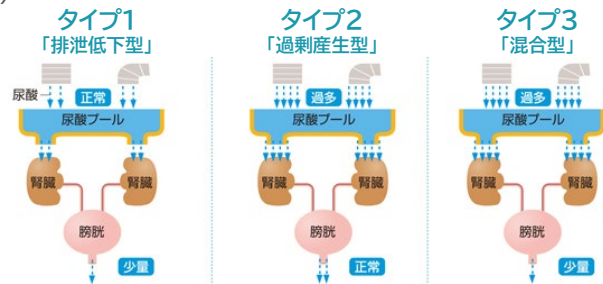 タイプ1
「排泄低下型」
尿酸
正常
尿酸プール
腎臓
腎臓
膀胱
少量
タイプ2
「過剰産生型」
過多
尿酸プール
腎臓
腎臓
膀胱
正常
タイプ3
「混合型」
過多
尿酸プール
腎臓
腎臓
膀胱
少量